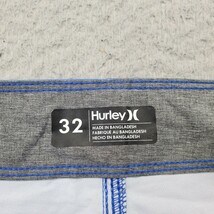 32
Hurley
MADE IN BANGLADESH
FABRIQUÉ AU BANGLADESH
HECHO EN BANGLADESH